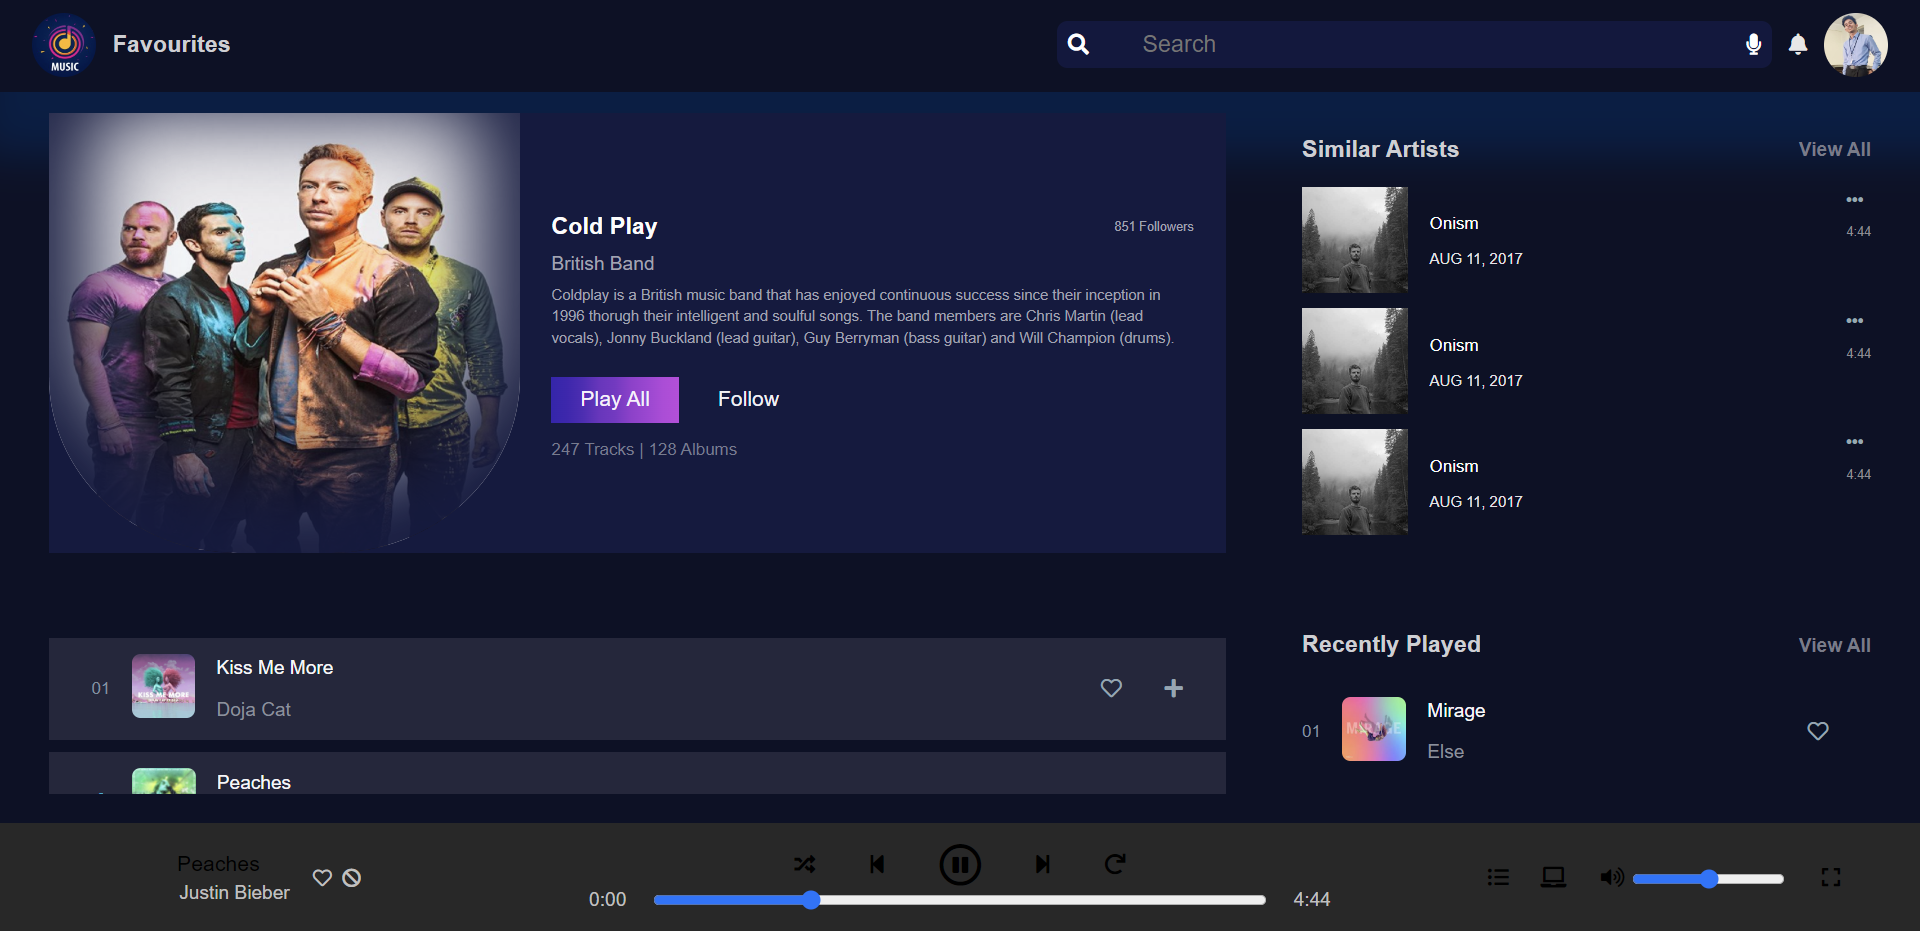 MUSIC
Favourites
Search
Cold Play
851 Followers
British Band
Coldplay is a British music band that has enjoyed continuous success since their inception in
1996 thorugh their intelligent and soulful songs. The band members are Chris Martin (lead
vocals), Jonny Buckland (lead guitar), Guy Berryman (bass guitar) and Will Champion (drums).
Play All
Follow
247 Tracks | 128 Albums
Similar Artists
View All
Onism
4:44
AUG 11, 2017
Onism
4:44
AUG 11, 2017
Onism
4:44
AUG 11, 2017
01
KISS ME MORE
Kiss Me More
Doja Cat
Peaches
Recently Played
View All
01
MIRAGE
Mirage
Else
Peaches
Justin Bieber
0:00
4:44